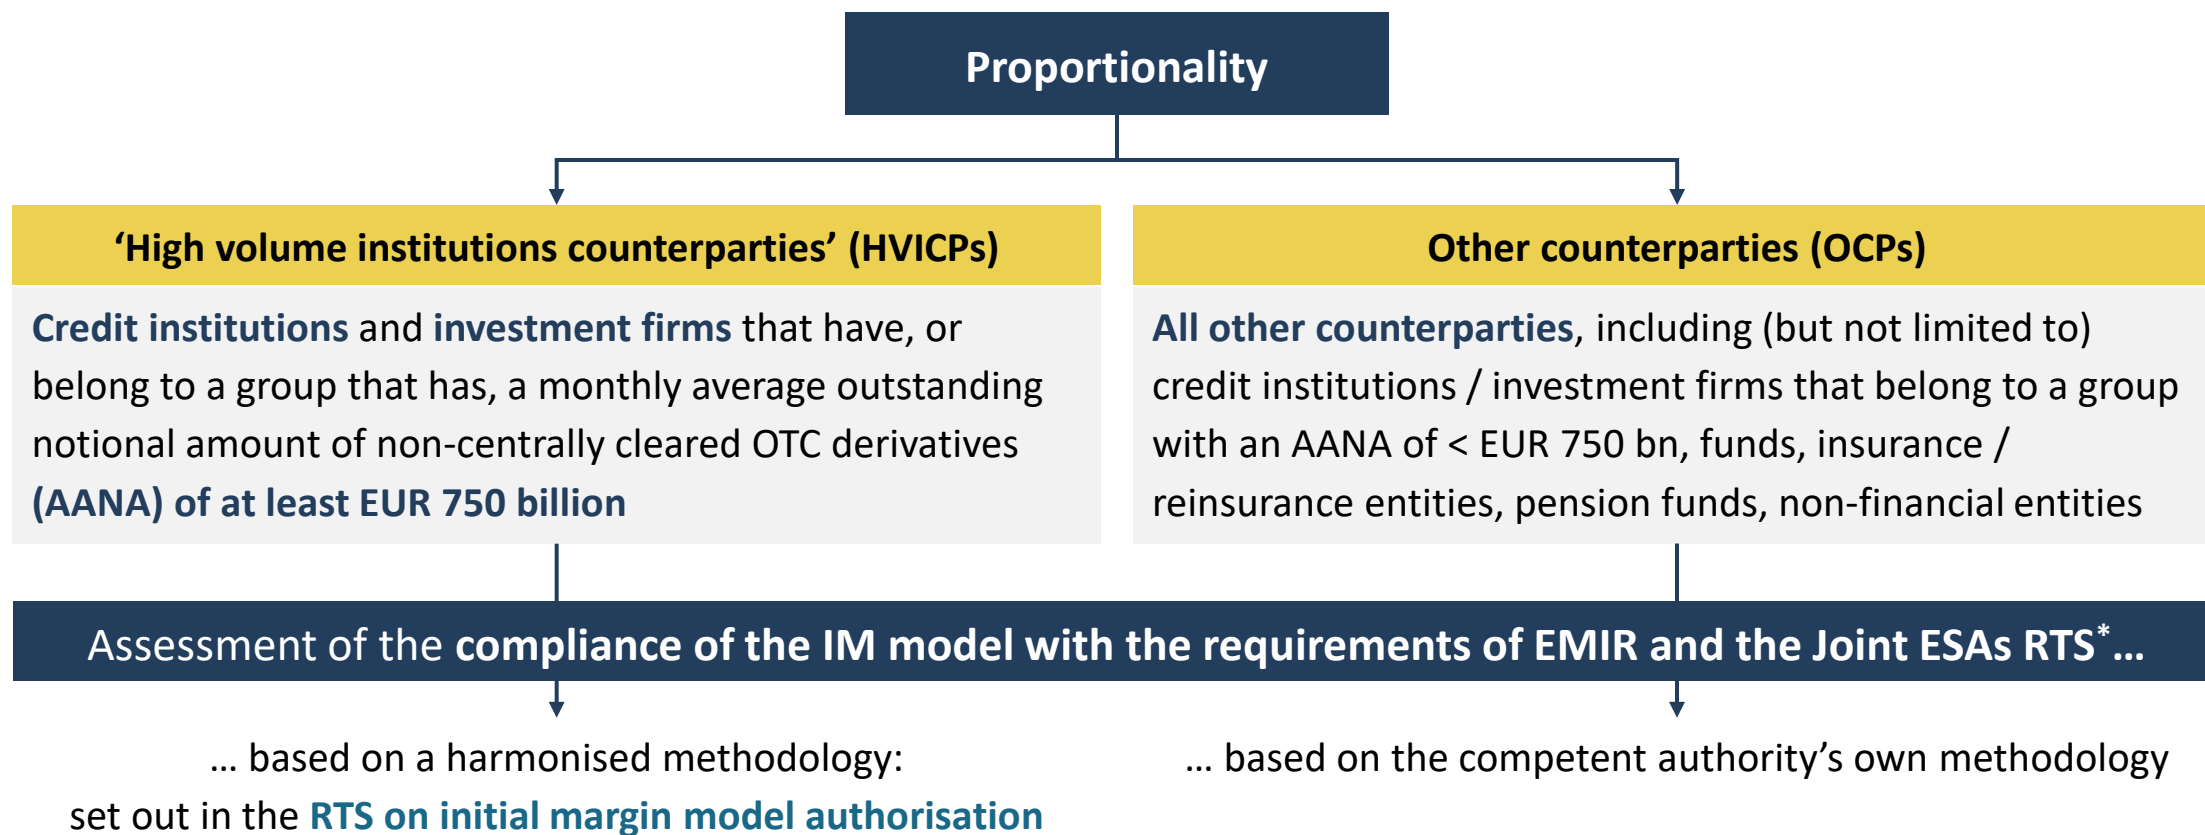 Proportionality
‘High volume institutions counterparties’ (HVICPs)
Credit institutions and investment firms that have, or
belong to a group that has, a monthly average outstanding
notional amount of non-centrally cleared OTC derivatives
(AANA) of at least EUR 750 billion
Other counterparties (OCPs)
All other counterparties, including (but not limited to)
credit institutions / investment firms that belong to a group
with an AANA of < EUR 750 bn, funds, insurance /
reinsurance entities, pension funds, non-financial entities
Assessment of the compliance of the IM model with the requirements of EMIR and the Joint ESAs RTS*…
… based on a harmonised methodology:
set out in the RTS on initial margin model authorisation
… based on the competent authority’s own methodology